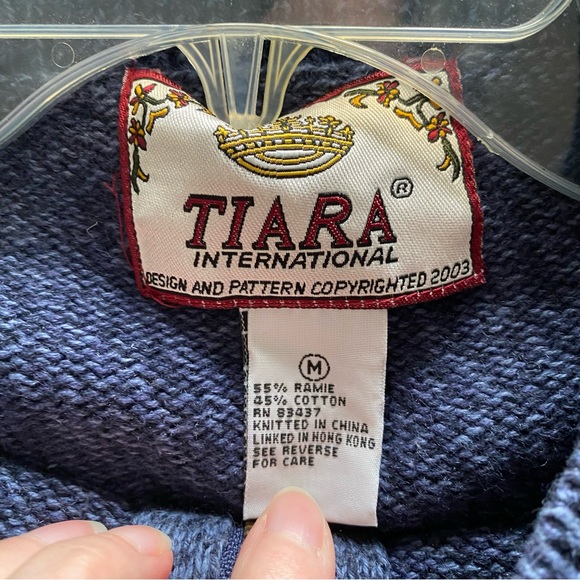 TIARA®
INTERNATIONAL
DESIGN AND PATTERN COPYRIGHTED 2003
M
55% RAMIE
45% COTTON
RN 83437
KNITTED IN CHINA
LINKED IN HONG KONG
SEE REVERSE
FOR CARE